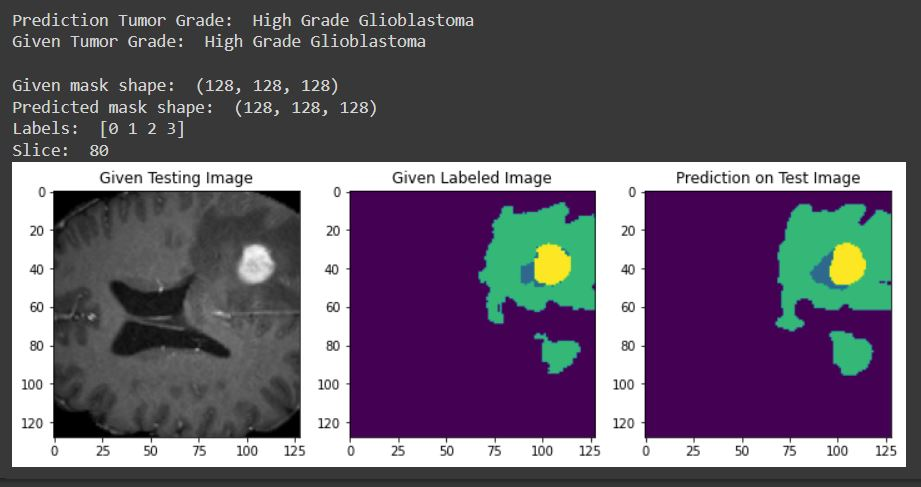 Prediction Tumor Grade:  High Grade Glioblastoma
Given Tumor Grade:  High Grade Glioblastoma
Given mask shape:  (128, 128, 128)
Predicted mask shape:  (128, 128, 128)
Labels:  [0 1 2 3]
Slice:  80
Given Testing Image
0
20
40
60
80
100
120
0 25 50 75 100 125
Given Labeled Image
0
20
40
60
80
100
120
0 25 50 75 100 125
Prediction on Test Image
0
20
40
60
80
100
120
0 25 50 75 100 125